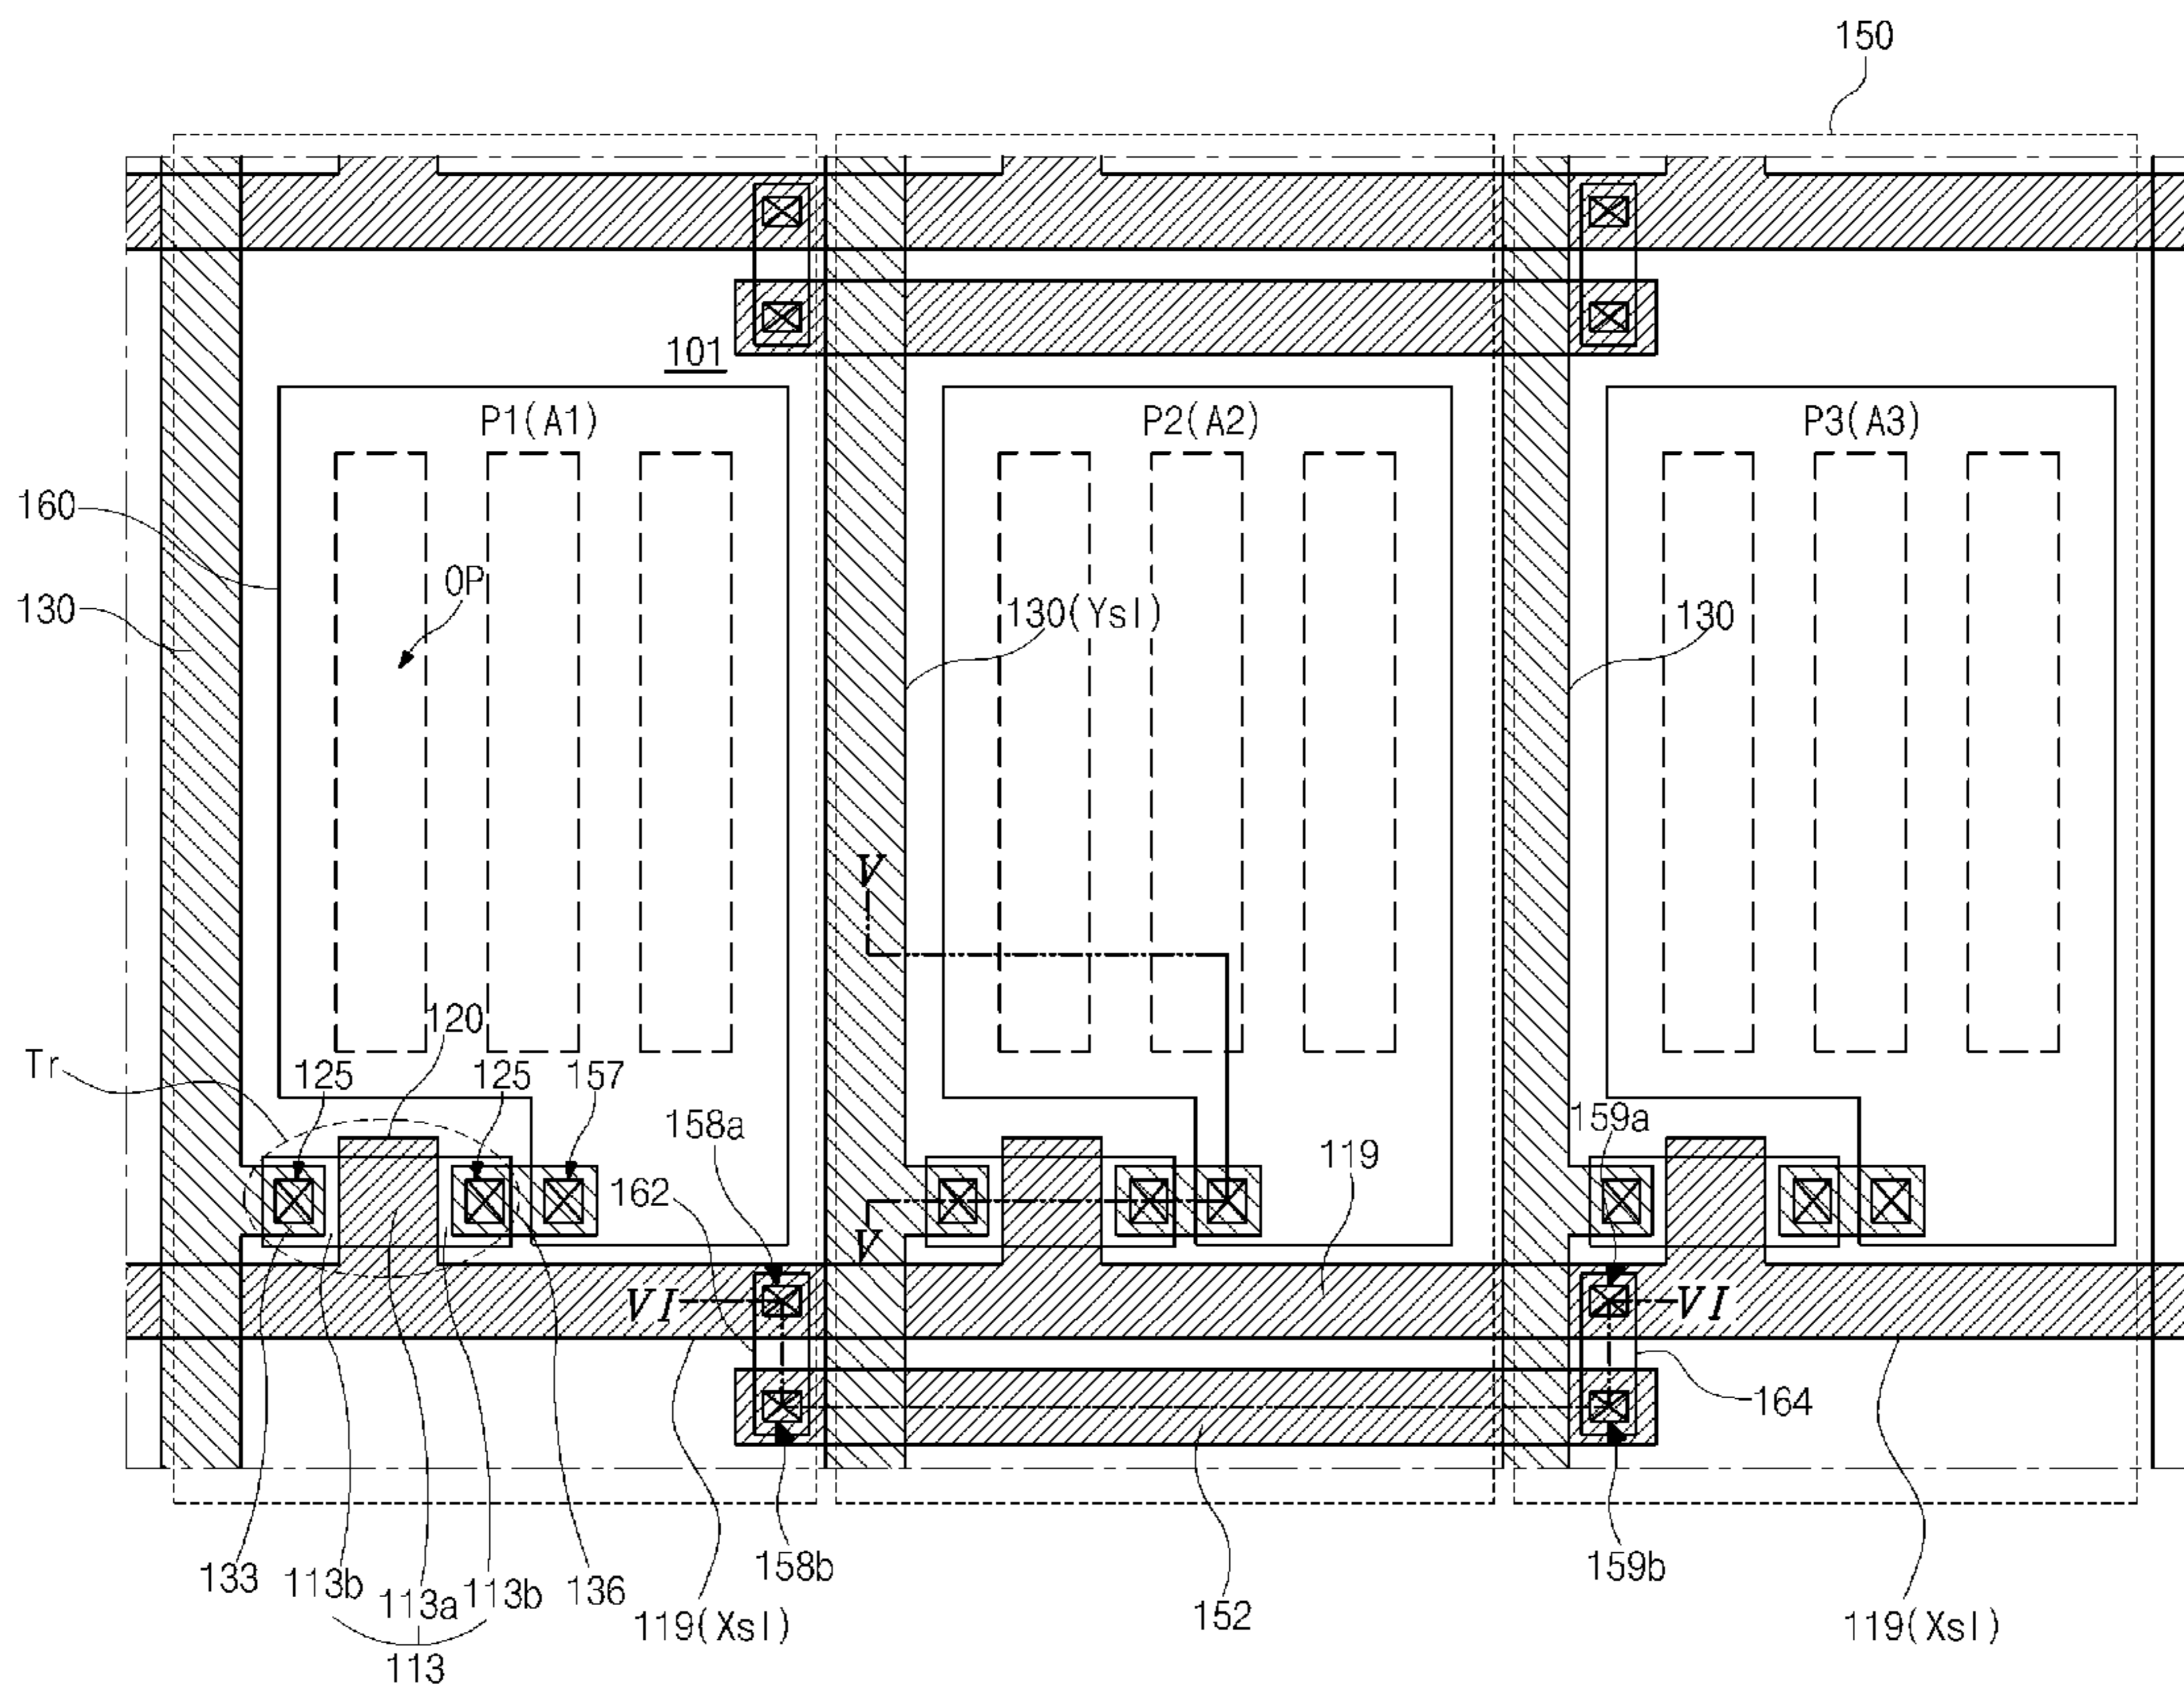 150
101
P1(A1)
P2(A2)
P3(A3)
160
OP
130
130(Ysl)
130
V
120
Tr
125
125
157
158a
159a
119
162
V
VI
VI
164
133
113b
113a
113b
136
158b
159b
119(Xsl)
152
119(Xsl)
113